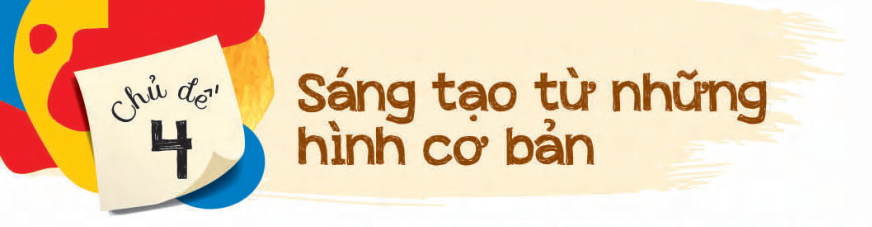 Chủ đề
4
Sáng tạo từ những
hình cơ bản